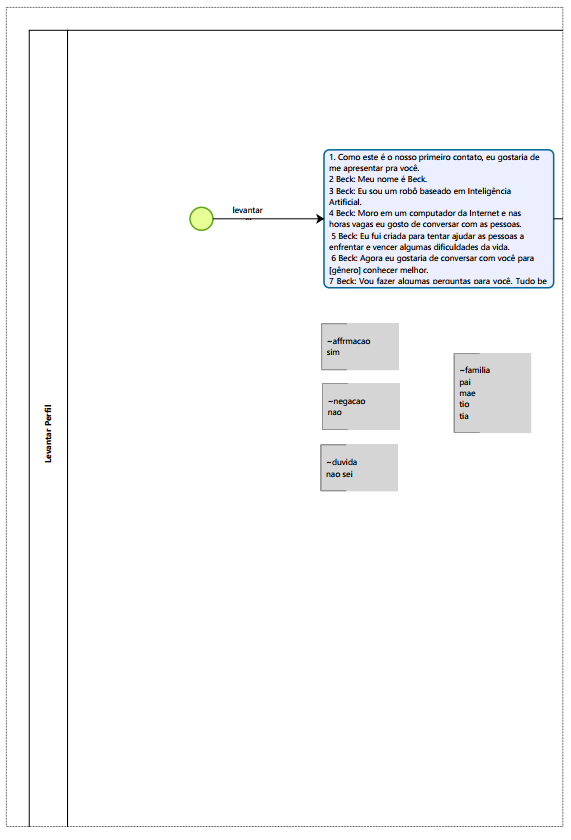 1. Como este é o nosso primeiro contato, eu gostaria de
me apresentar pra você.
2 Beck: Meu nome é Beck.
3 Beck: Eu sou um robô baseado em Inteligência
Artificial.
4 Beck: Moro em um computador da Internet e nas
horas vagas eu gosto de conversar com as pessoas.
5 Beck: Eu fui criada para tentar ajudar as pessoas a
enfrentar e vencer algumas dificuldades da vida.
6 Beck: Agora eu gostaria de conversar com você para
[gênero] conhecer melhor.
7 Beck: Vou fazer algumas perguntas para você. Tudo be
levantar
...
~affrmacao
sim
~familia
pai
mae
tio
tia
~negacao
nao
~duvida
nao sei
Levantar Perfil